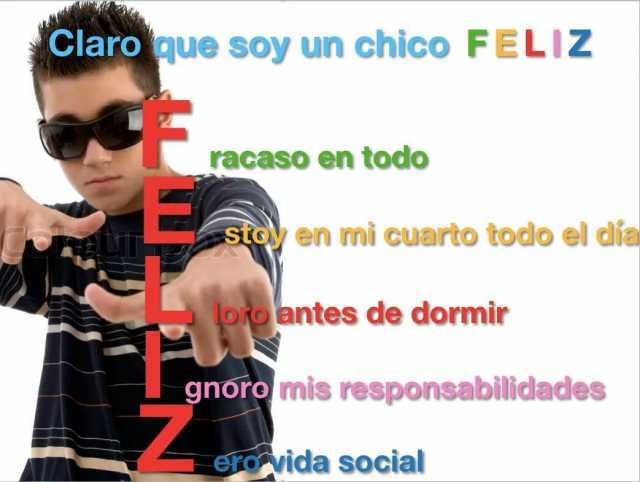 Claro que soy un chico FELIZ
Fracaso en todo
Estoy en mi cuarto todo el día
Lloro antes de dormir
Ignoro mis responsabilidades
Zero vida social